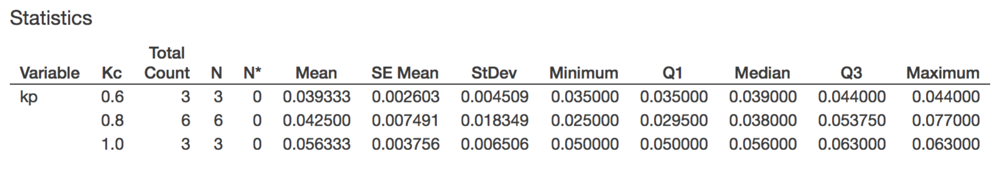 Statistics
Total
Variable Kc Count N N* Mean SE Mean StDev Minimum Q1 Median Q3 Maximum
kp 0.6 3 3 0 0.039333 0.002603 0.004509 0.035000 0.035000 0.039000 0.044000 0.044000
0.8 6 6 0 0.042500 0.007491 0.018349 0.025000 0.029500 0.038000 0.053750 0.077000
1.0 3 3 0 0.056333 0.003756 0.006506 0.050000 0.050000 0.056000 0.063000 0.063000